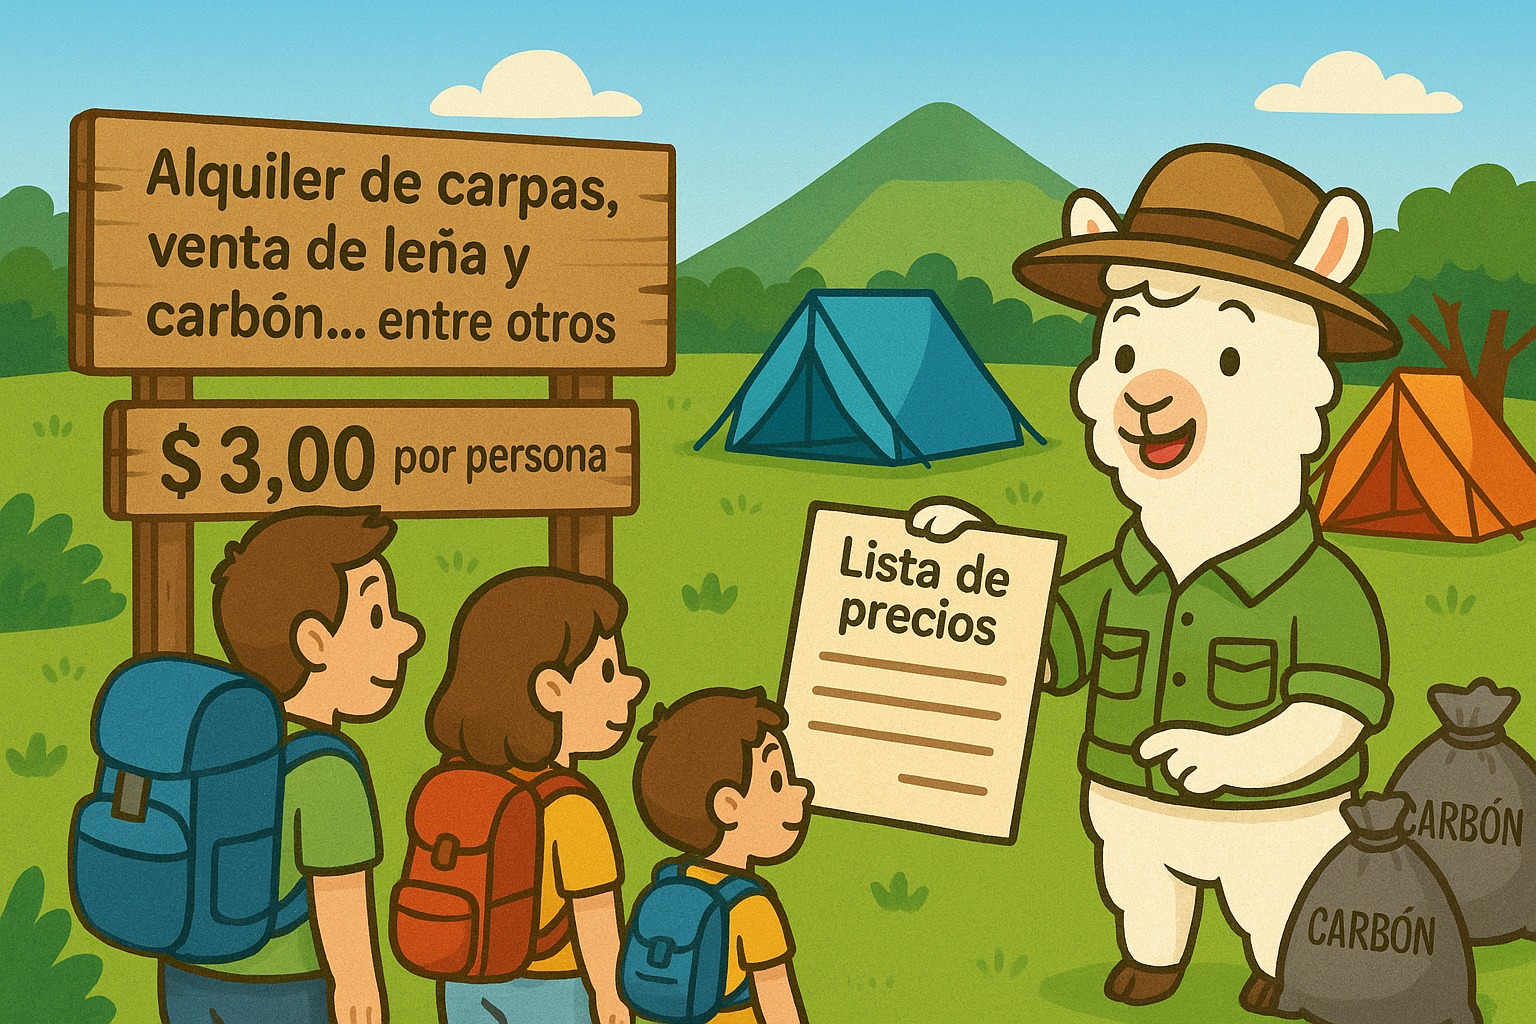 Alquiler de carpas,
venta de leña y
carbón... entre otros
$ 3,00 por persona
Lista de
precios
CARBÓN
CARBÓN